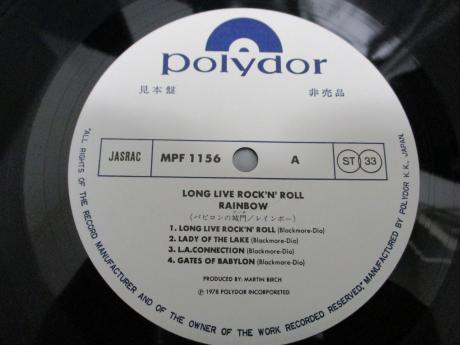 polydor
見本盤
非売品
JASRAC
MPF 1156
A
ST 33
LONG LIVE ROCK'N' ROLL
RAINBOW
(バビロンの城門/レインボー)
1. LONG LIVE ROCK'N' ROLL (Blackmore-Dio)
2. LADY OF THE LAKE (Blackmore-Dio)
3. L.A.CONNECTION (Blackmore-Dio)
4. GATES OF BABYLON (Blackmore-Dio)
PRODUCED BY: MARTIN BIRCH
Ⓟ 1978 POLYDOR INCORPORETED
"ALL RIGHTS OF THE RECORD MANUFACTURER AND OF THE OWNER OF THE WORK RECORDED RESERVED," MANUFACTURED BY POLYDOR K. K., JAPAN.